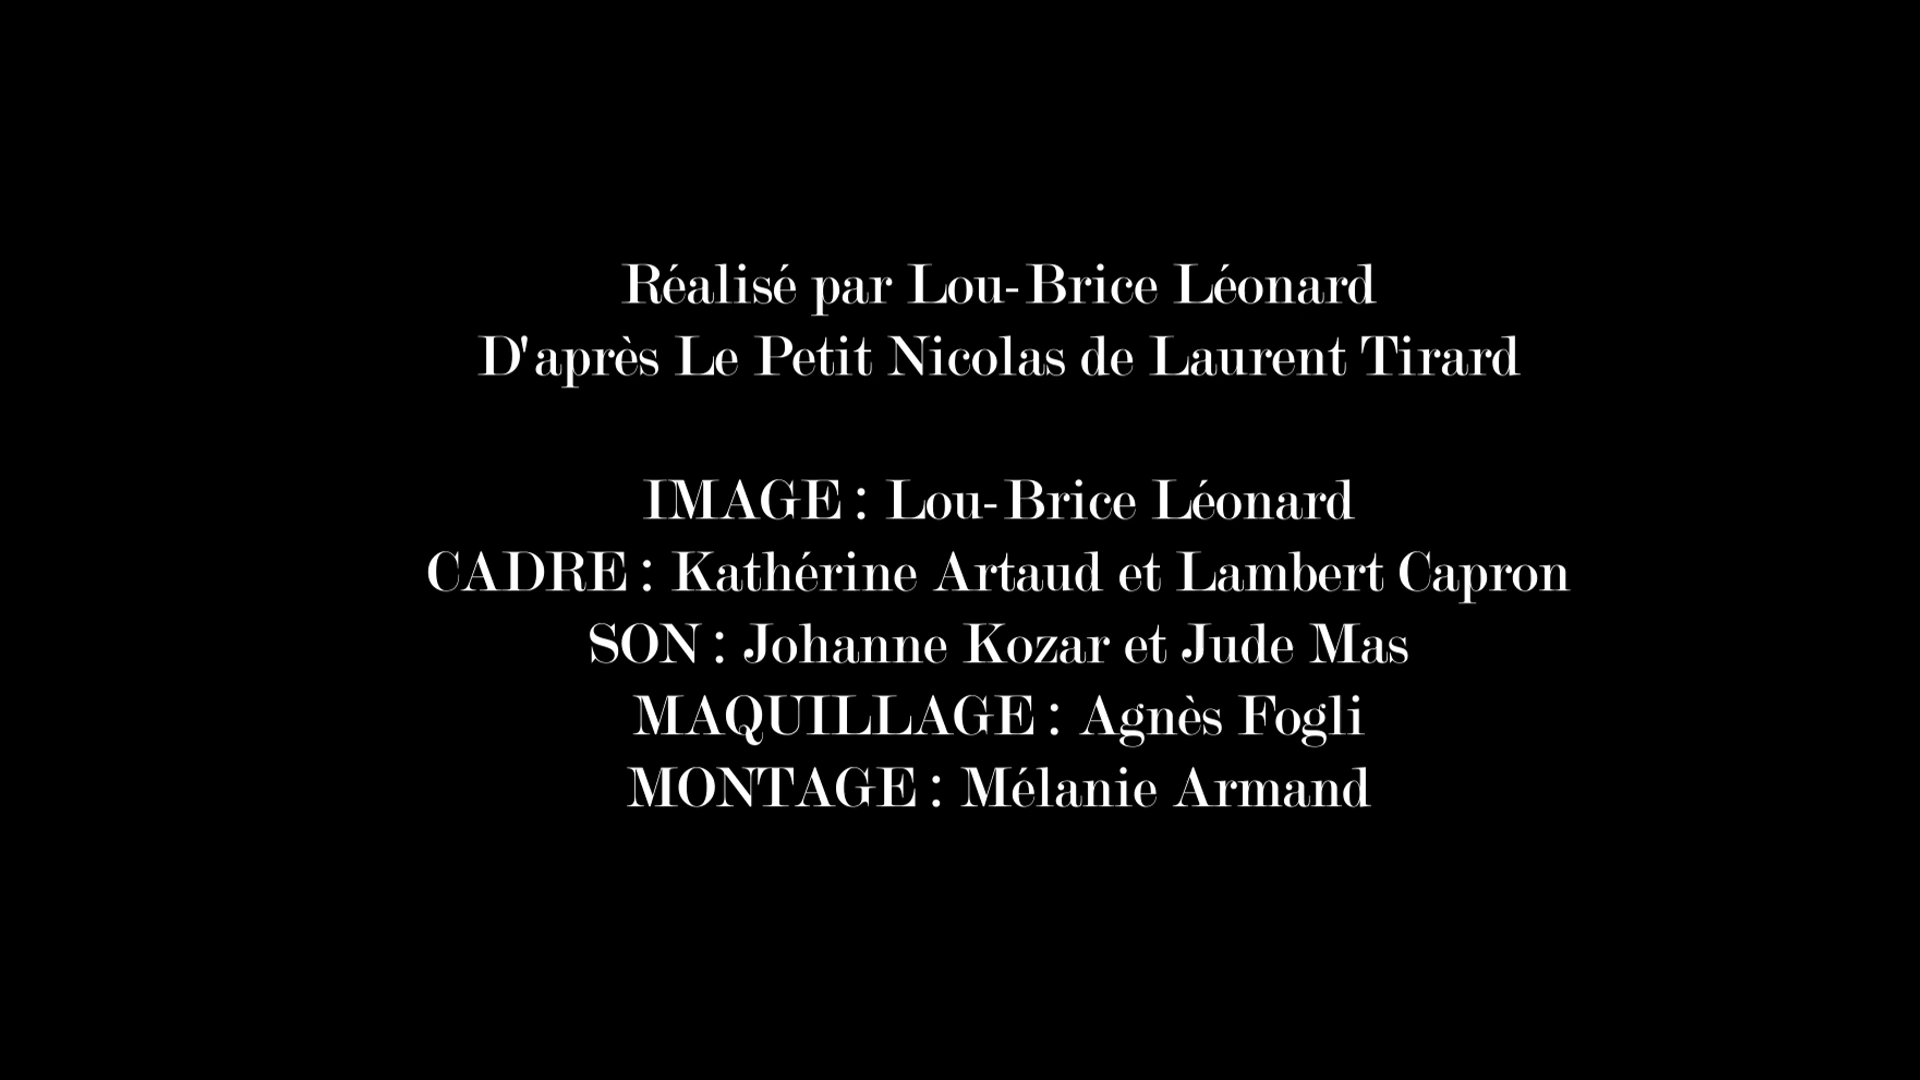 Réalisé par Lou-Brice Léonard
D'après Le Petit Nicolas de Laurent Tirard
IMAGE : Lou-Brice Léonard
CADRE : Kathérine Artaud et Lambert Capron
SON : Johanne Kozar et Jude Mas
MAQUILLAGE : Agnès Fogli
MONTAGE : Mélanie Armand